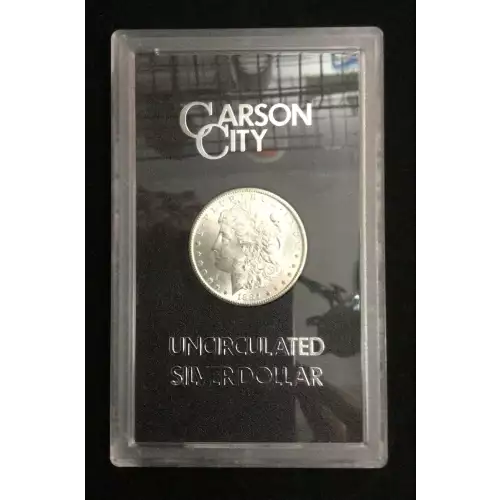 CARSON
CITY
UNCIRCULATED
SILVER DOLLAR